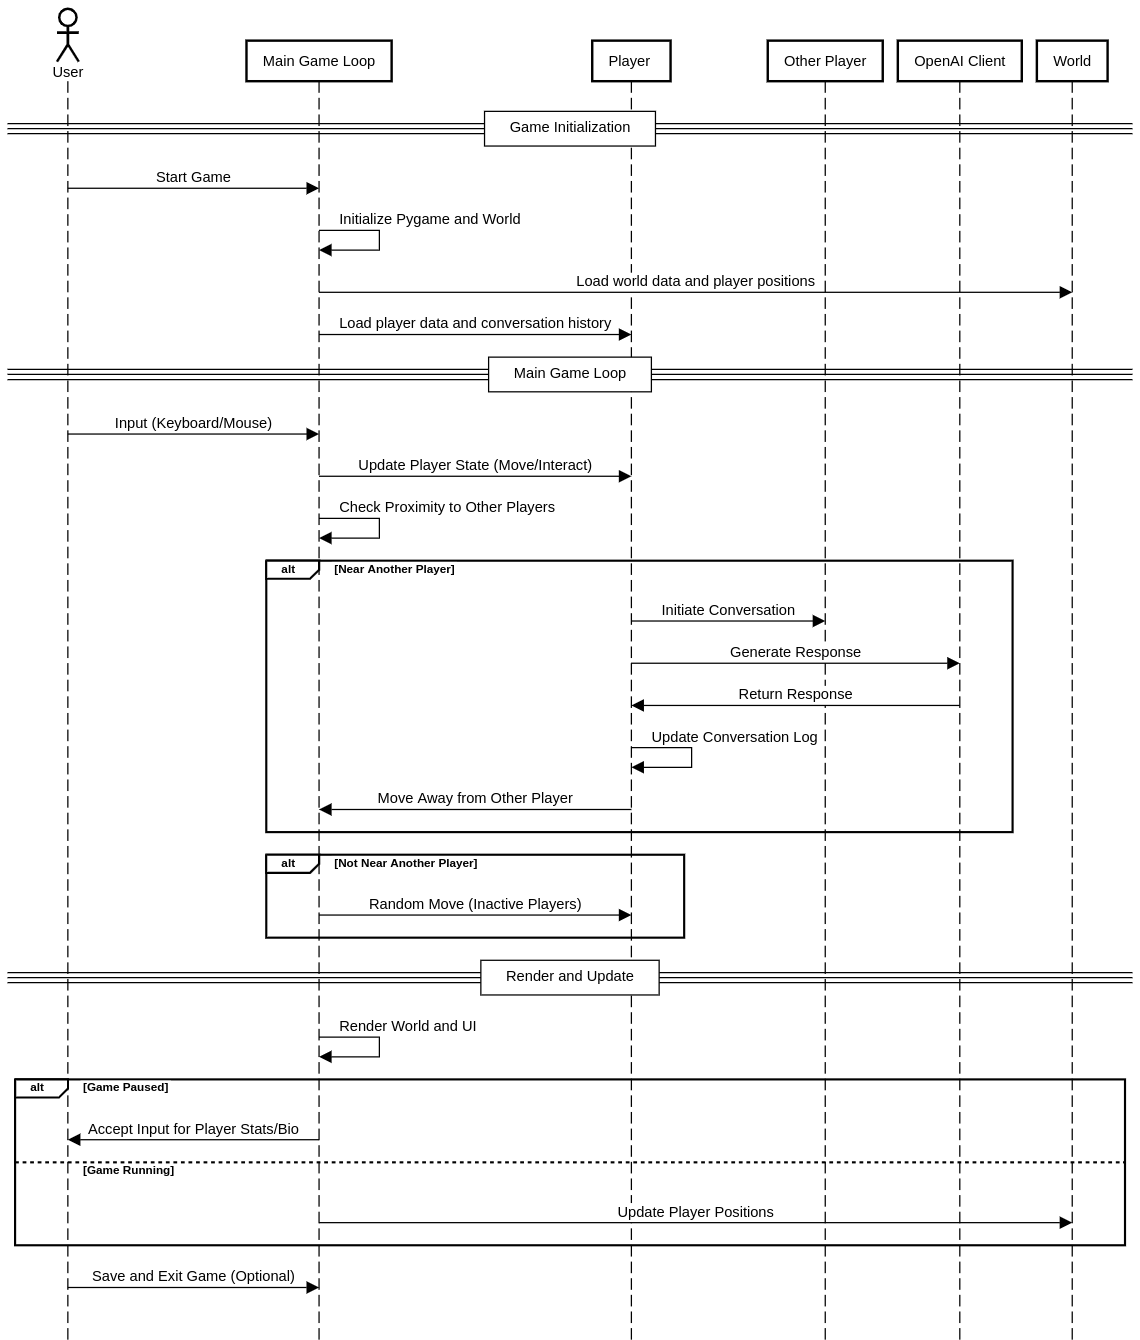 User
Main Game Loop
Player
Other Player
OpenAI Client
World
Game Initialization
Start Game
Initialize Pygame and World
Load world data and player positions
Load player data and conversation history
Main Game Loop
Input (Keyboard/Mouse)
Update Player State (Move/Interact)
Check Proximity to Other Players
alt [Near Another Player]
Initiate Conversation
Generate Response
Return Response
Update Conversation Log
Move Away from Other Player
alt [Not Near Another Player]
Random Move (Inactive Players)
Render and Update
Render World and UI
alt [Game Paused]
Accept Input for Player Stats/Bio
[Game Running]
Update Player Positions
Save and Exit Game (Optional)